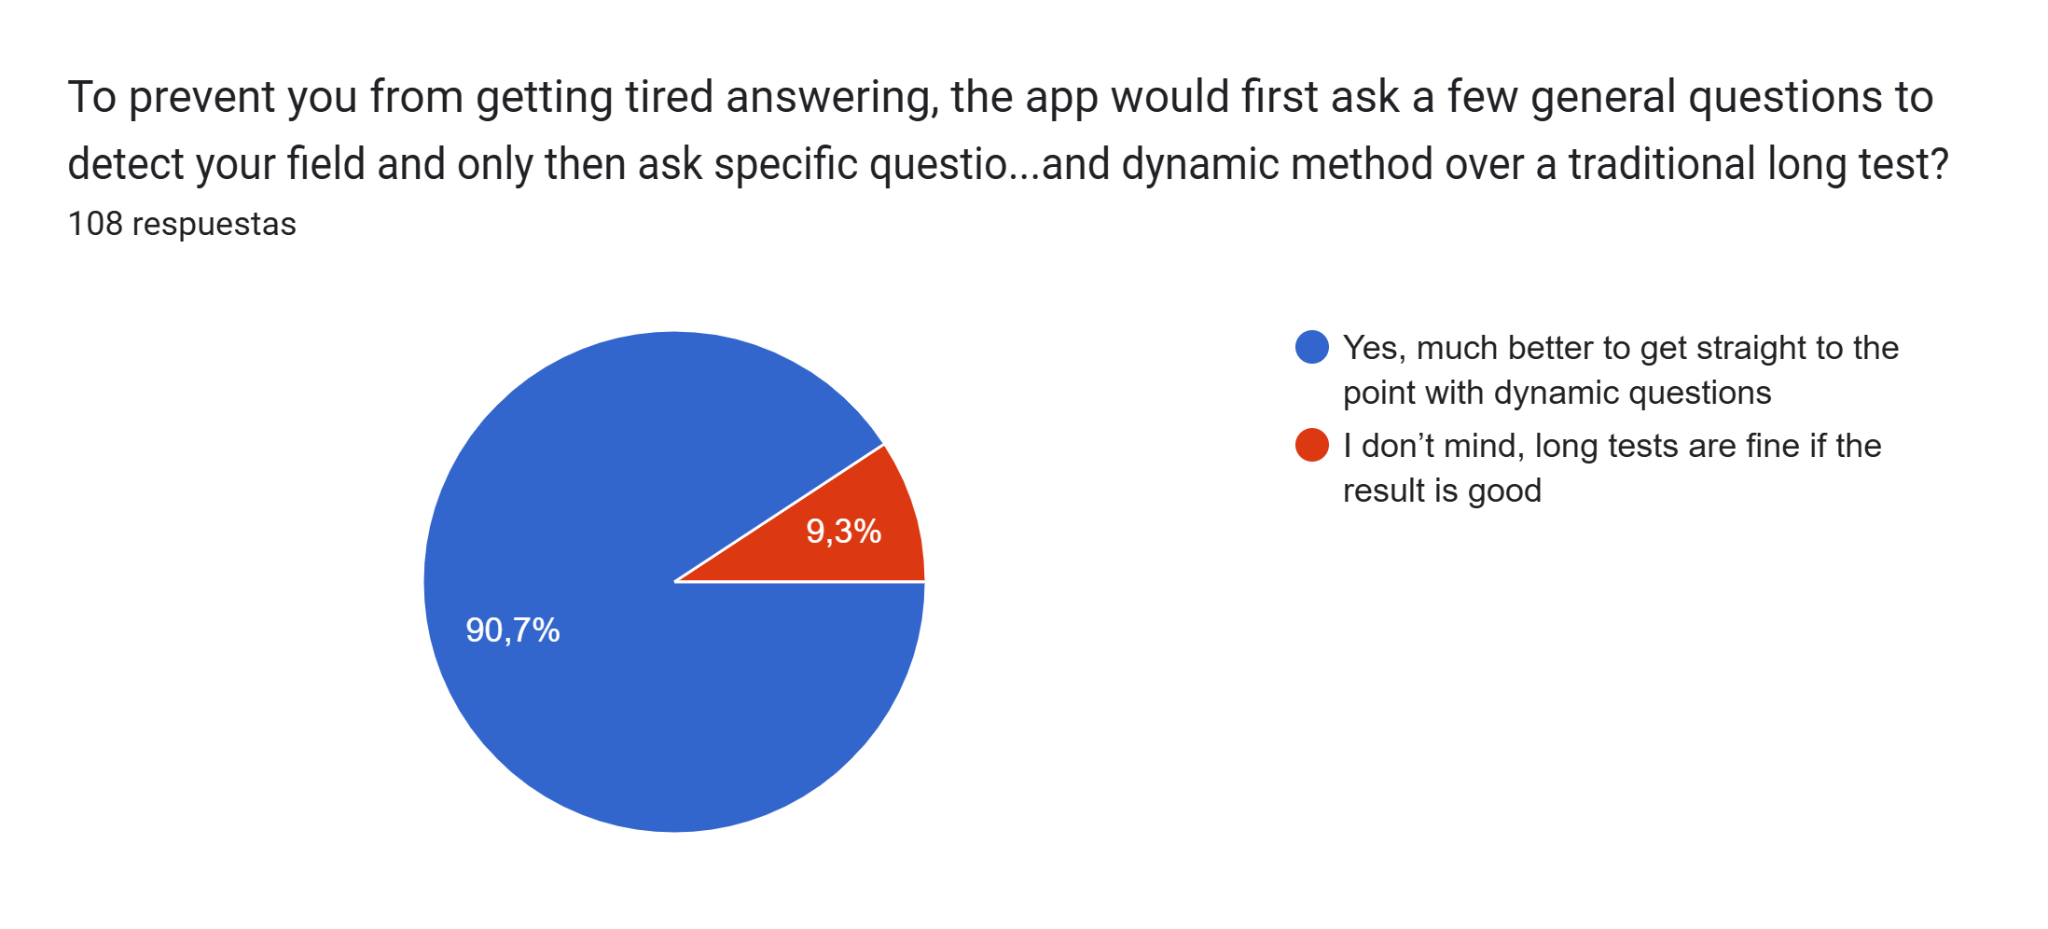 To prevent you from getting tired answering, the app would first ask a few general questions to
detect your field and only then ask specific questio...and dynamic method over a traditional long test?
108 respuestas
Yes, much better to get straight to the
point with dynamic questions
I don’t mind, long tests are fine if the
result is good
9,3%
90,7%